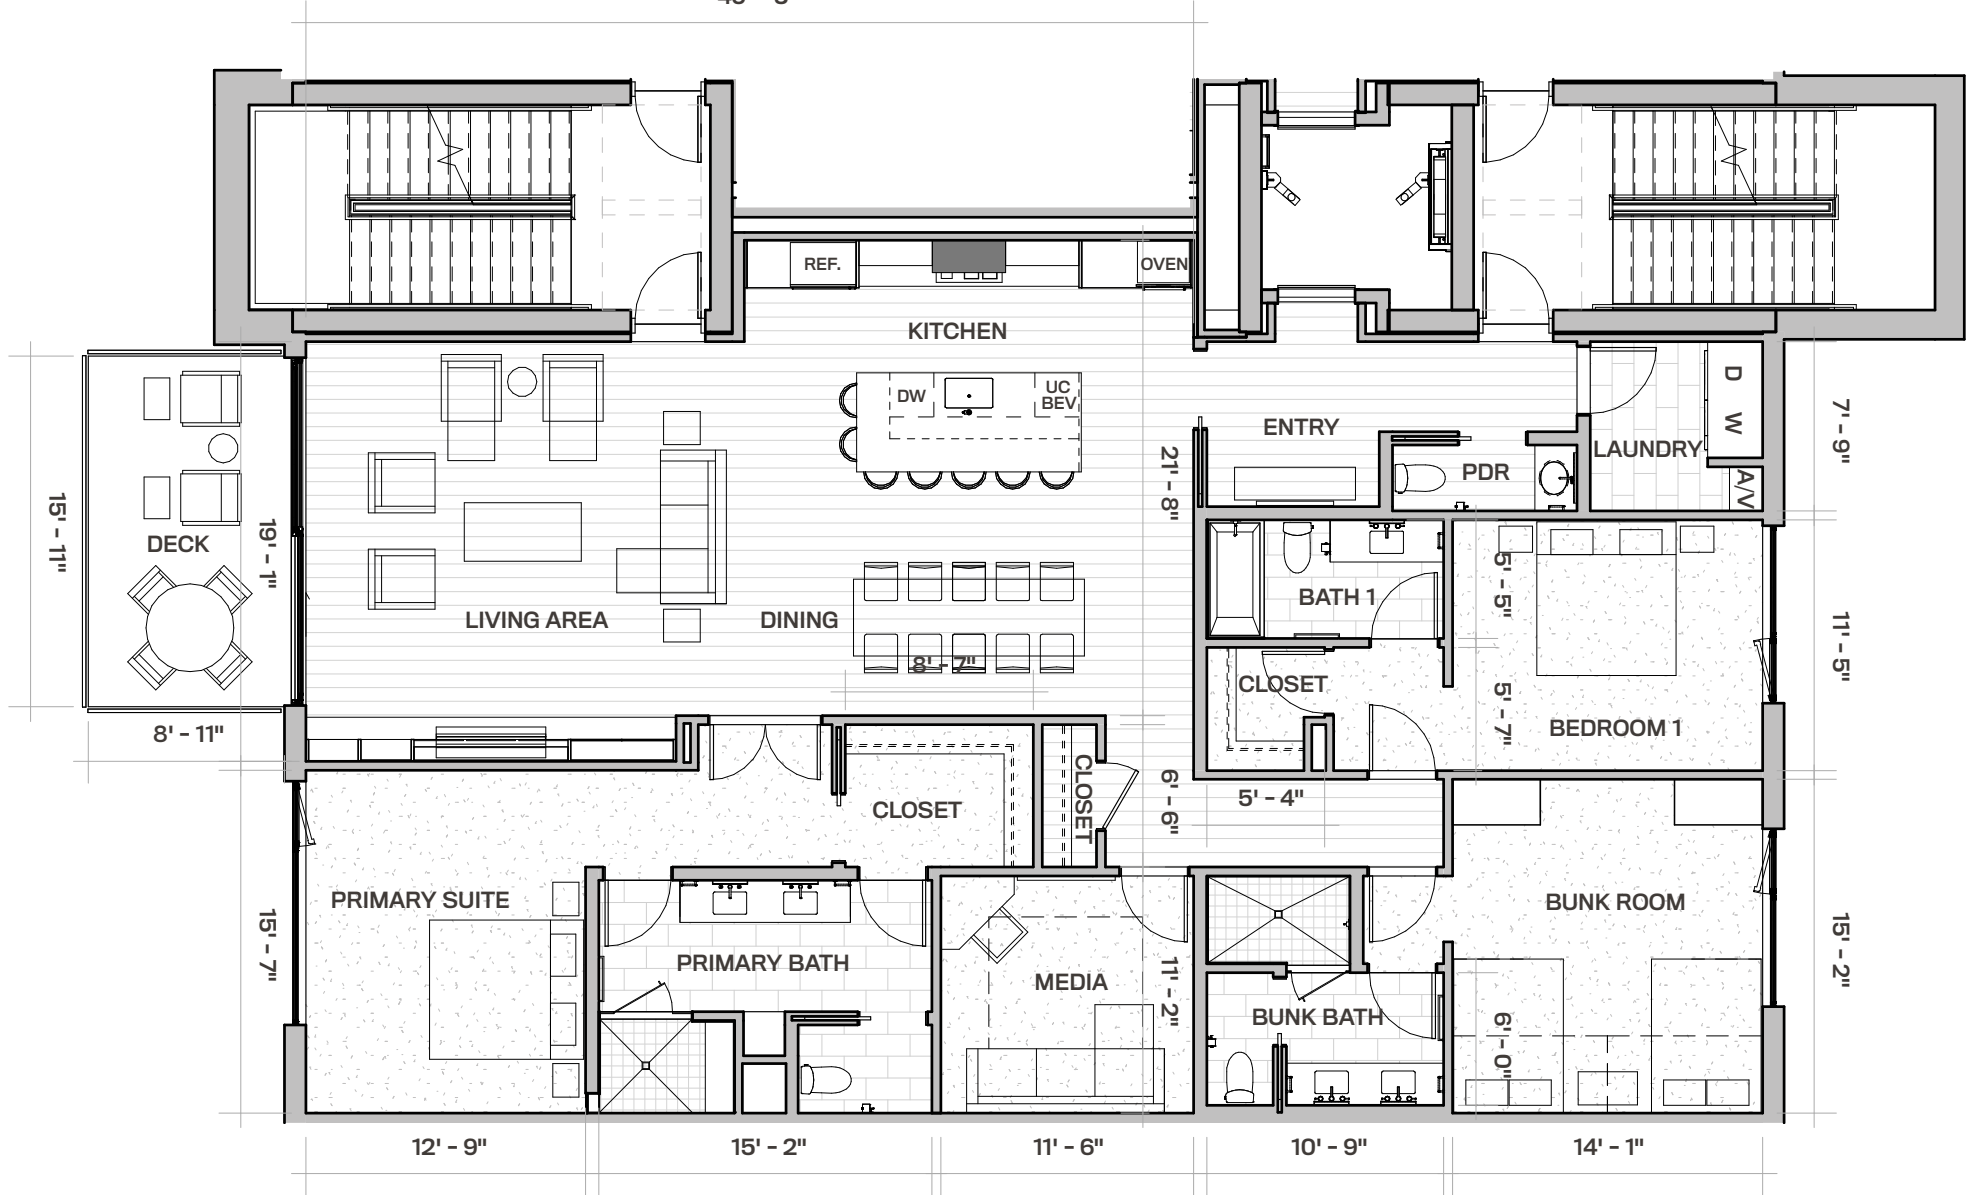 REF.
OVEN
KITCHEN
DW
UC
BEV
D
W
ENTRY
LAUNDRY
PDR
A/V
7' - 9"
21' - 8"
15' - 11"
DECK
19' - 1"
LIVING AREA
DINING
8' - 7"
BATH 1
5' - 5"
11' - 5"
CLOSET
5' - 7"
BEDROOM 1
8' - 11"
CLOSET
CLOSET
6' - 6"
5' - 4"
PRIMARY SUITE
BUNK ROOM
15' - 7"
PRIMARY BATH
MEDIA
11' - 2"
BUNK BATH
6' - 0"
15' - 2"
12' - 9"
15' - 2"
11' - 6"
10' - 9"
14' - 1"